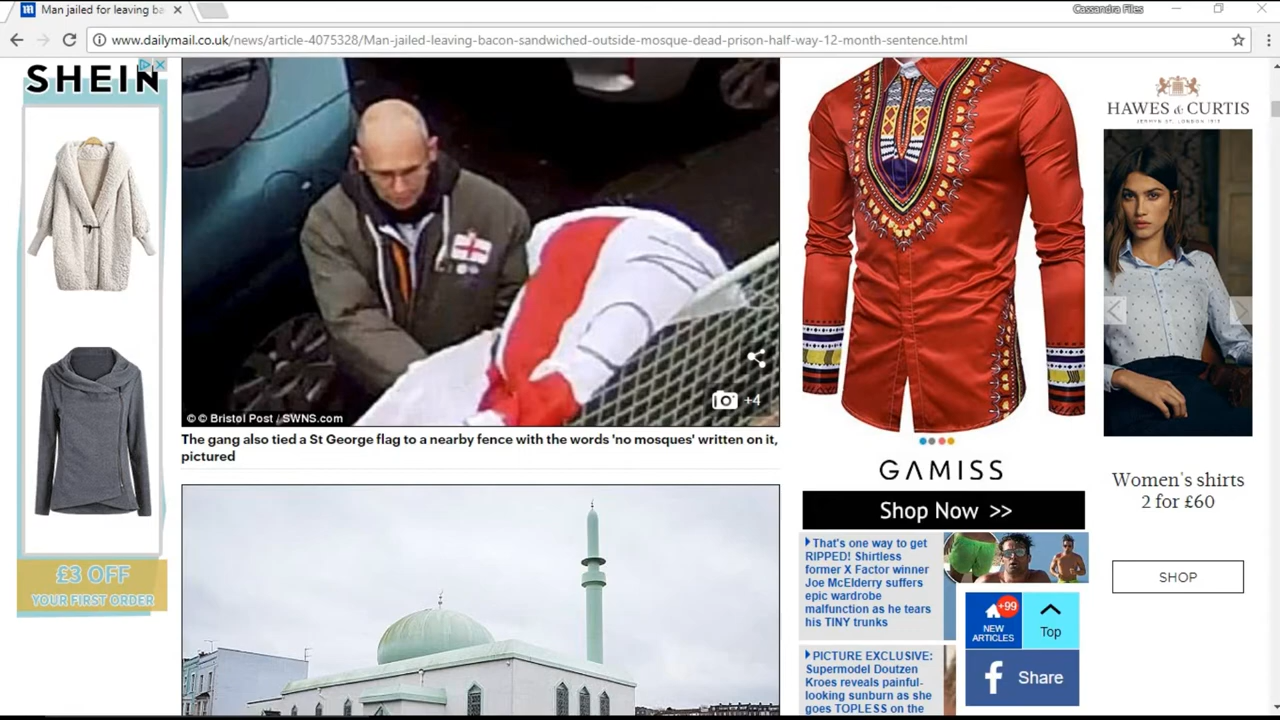 Man jailed for leaving ba
Cassandra Files
www.dailymail.co.uk/news/article-4075328/Man-jailed-leaving-bacon-sandwiched-outside-mosque-dead-prison-half-way-12-month-sentence.html
SHEIN
£3 OFF
YOUR FIRST ORDER
© © Bristol Post / SWNS.com
+4
The gang also tied a St George flag to a nearby fence with the words 'no mosques' written on it,
pictured
GAMISS
Shop Now >>
That's one way to get
RIPPED! Shirtless
former X Factor winner
Joe McElderry suffers
epic wardrobe
malfunction as he tears
his TINY trunks
PICTURE EXCLUSIVE:
Supermodel Doutzen
Kroes reveals painful-
looking sunburn as she
goes TOPLESS on the
+99
NEW
ARTICLES
Top
Share
HAWES & CURTIS
JERMYN ST. LONDON 1913
Women's shirts
2 for £60
SHOP